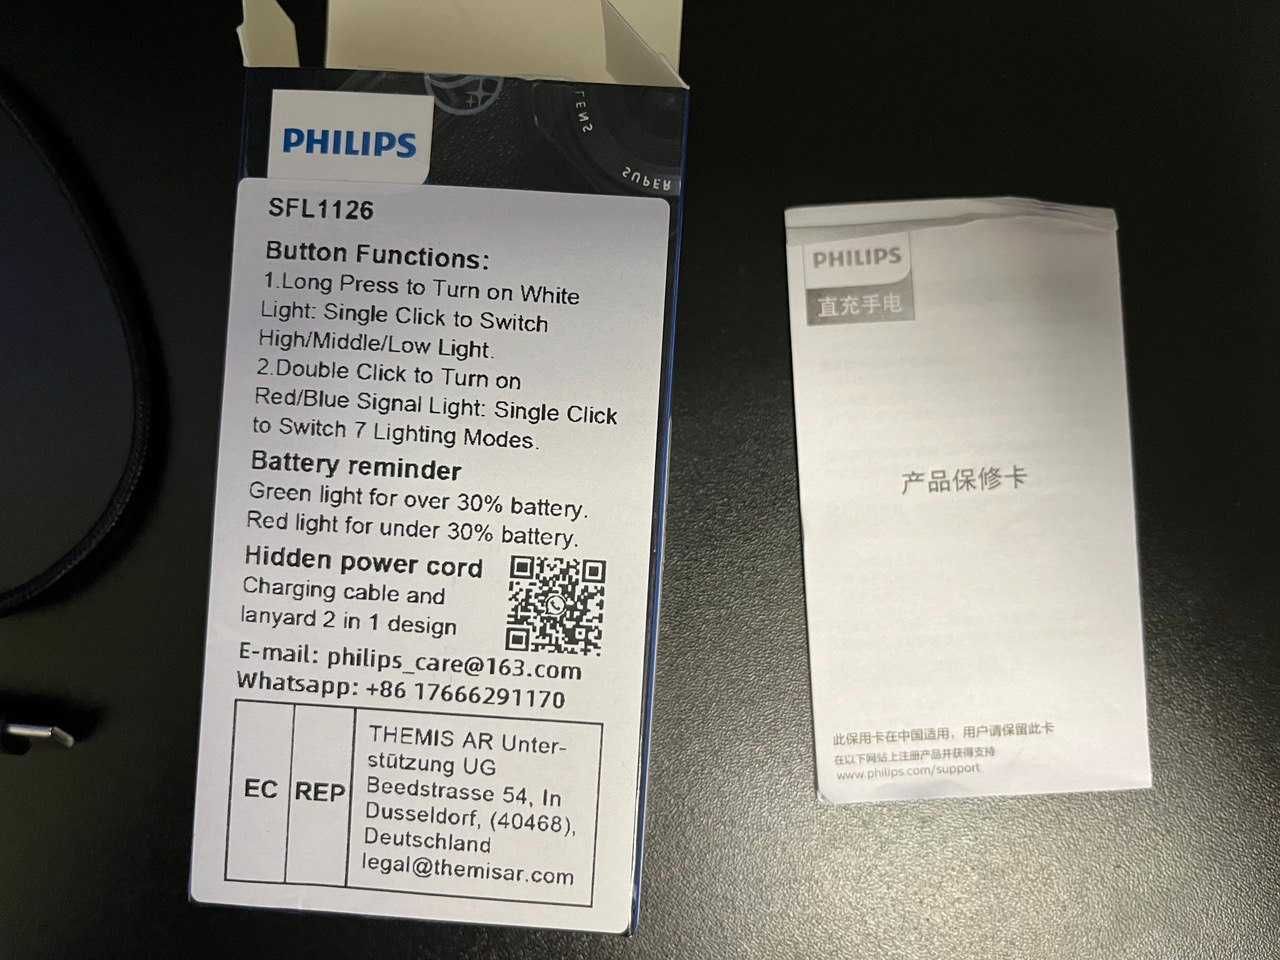 LENS
SUPER
PHILIPS
SFL1126
Button Functions:
1.Long Press to Turn on White
Light: Single Click to Switch
High/Middle/Low Light.
2.Double Click to Turn on
Red/Blue Signal Light: Single Click
to Switch 7 Lighting Modes.
Battery reminder
Green light for over 30% battery.
Red light for under 30% battery.
Hidden power cord
Charging cable and
lanyard 2 in 1 design
E-mail: philips_care@163.com
Whatsapp: +86 17666291170
EC
REP
THEMIS AR Unter-
stützung UG
Beedstrasse 54, In
Dusseldorf, (40468),
Deutschland
legal@themisar.com
PHILIPS
直充手电
产品保修卡
此保用卡在中国适用，用户请保留此卡
在以下网站上注册产品并获得支持
www.philips.com/support